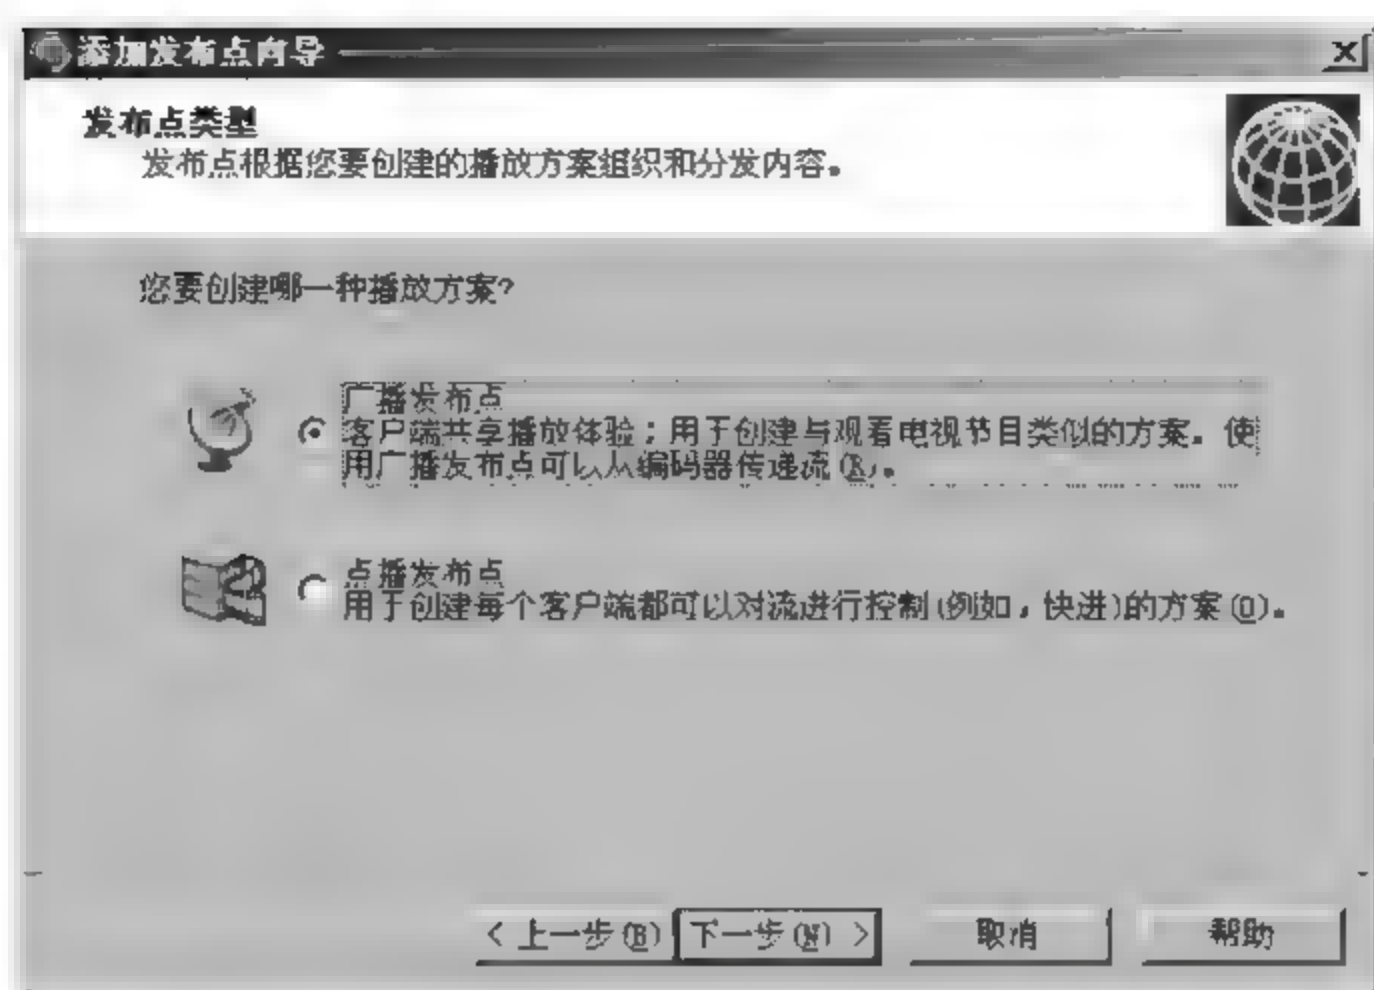 添加发布点向导
发布点类型
发布点根据您要创建的播放方案组织和分发内容。
您要创建哪一种播放方案?
广播发布点
客户端共享播放体验;用于创建与观看电视节目类似的方案。使
用广播发布点可以从编码器传递流(R)。
点播发布点
用于创建每个客户端都可以对流进行控制(例如,快进)的方案(O)。
< 上一步(B) 下一步(N) > 取消 帮助